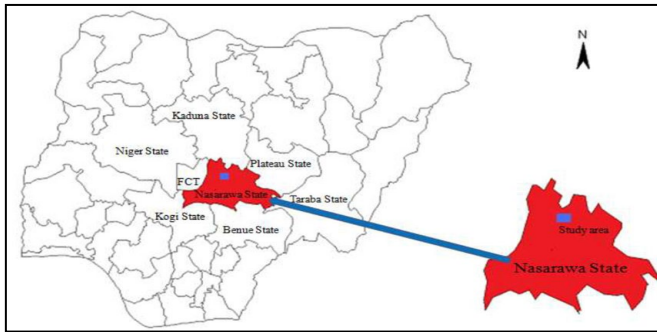 N
Kaduna State
Niger State
Plateau State
FCT
Nasarawa State
Taraba State
Kogi State
Benue State
Study area
Nasarawa State